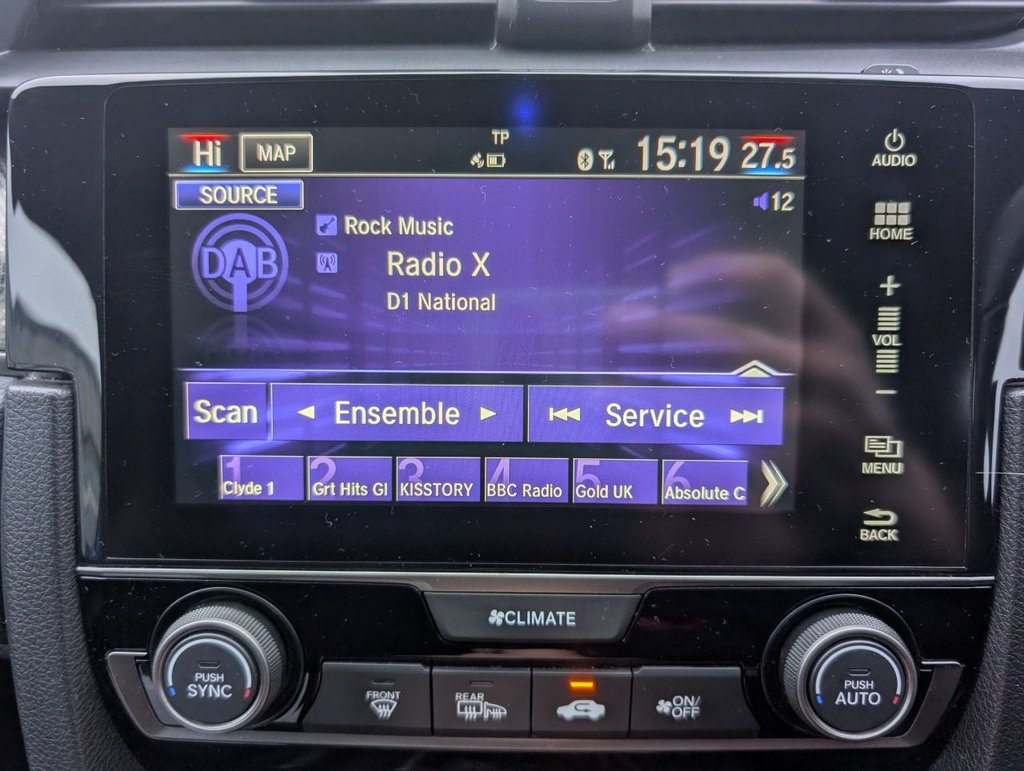 Hi MAP TP 15:19 27.5
AUDIO
SOURCE 12
DAB
Rock Music
Radio X
D1 National
HOME
+
VOL
-
Scan Ensemble Service
MENU
1 2 3 4 5 6
Clyde 1 Grt Hits Gl KISSTORY BBC Radio Gold UK Absolute C
BACK
CLIMATE
PUSH
SYNC
FRONT
REAR
ON/
OFF
PUSH
AUTO